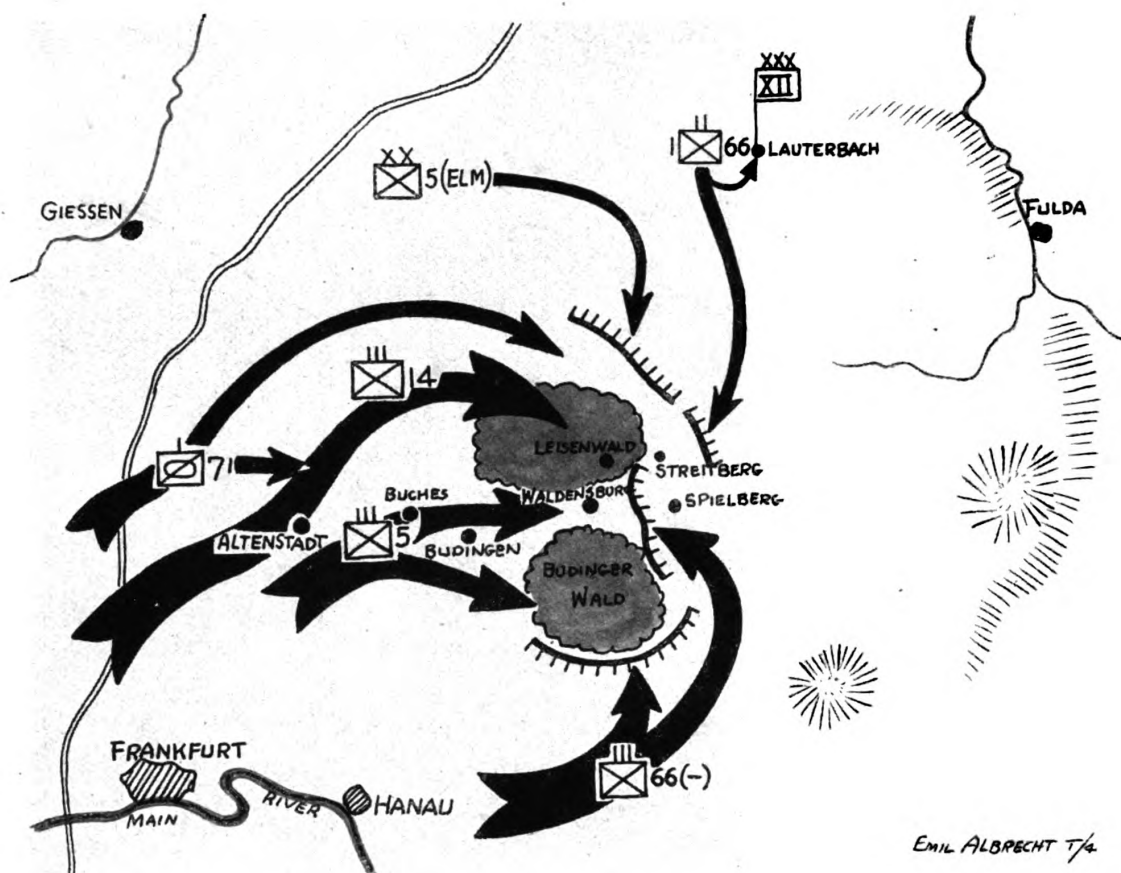 XXX
XII
II
1 66
LAUTERBACH
XX
5 (ELM)
GIESSEN
FULDA
III
14
71
LEISENWALD
STREITBERG
WALDENSBURG
SPIELBERG
BUCHES
III
5
ALTENSTADT
BUDINGEN
BUDINGER
WALD
FRANKFURT
MAIN
RIVER
HANAU
III
66(-)
EMIL ALBRECHT T/4